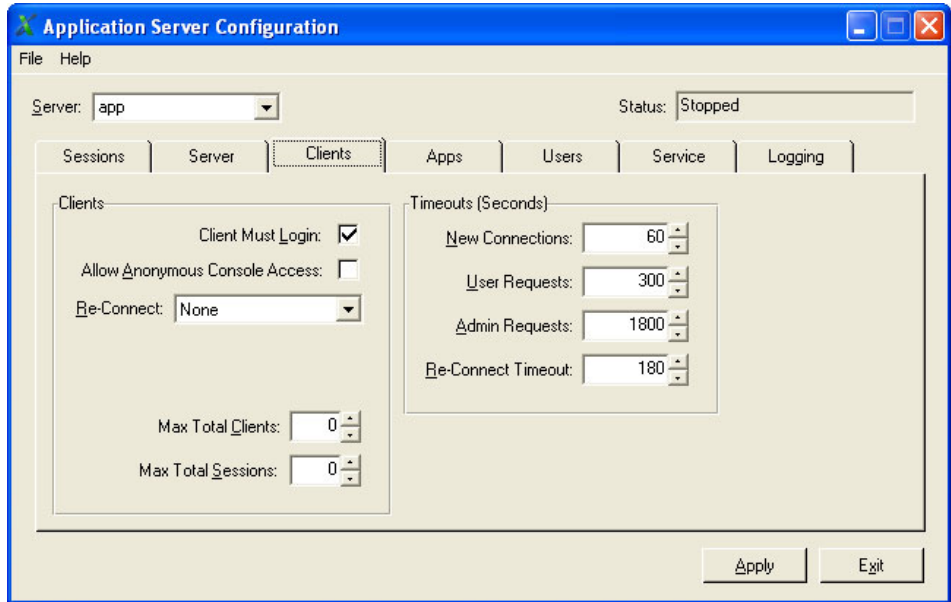 Application Server Configuration
File Help
Server: app Status: Stopped
Sessions Server Clients Apps Users Service Logging
Clients
Client Must Login:
Allow Anonymous Console Access:
Re-Connect: None
Max Total Clients: 0
Max Total Sessions: 0
Timeouts (Seconds)
New Connections: 60
User Requests: 300
Admin Requests: 1800
Re-Connect Timeout: 180
Apply Exit